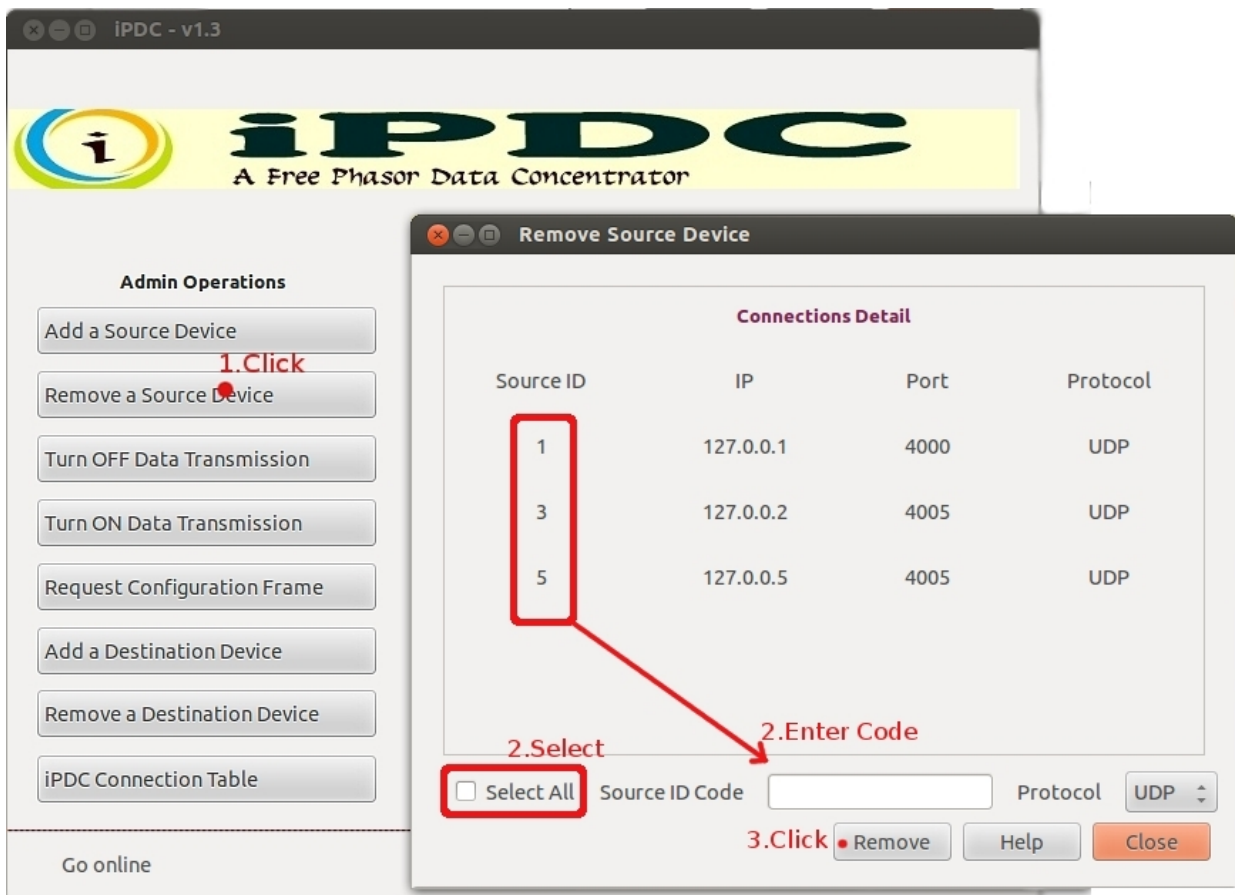 iPDC - v1.3
i
iPDC
A Free Phasor Data Concentrator
Admin Operations
Add a Source Device
1.Click
Remove a Source Device
Turn OFF Data Transmission
Turn ON Data Transmission
Request Configuration Frame
Add a Destination Device
Remove a Destination Device
iPDC Connection Table
Go online
Remove Source Device
Connections Detail
Source ID IP Port Protocol
1 127.0.0.1 4000 UDP
3 127.0.0.2 4005 UDP
5 127.0.0.5 4005 UDP
2.Select
2.Enter Code
Select All Source ID Code Protocol UDP
3.Click Remove Help Close